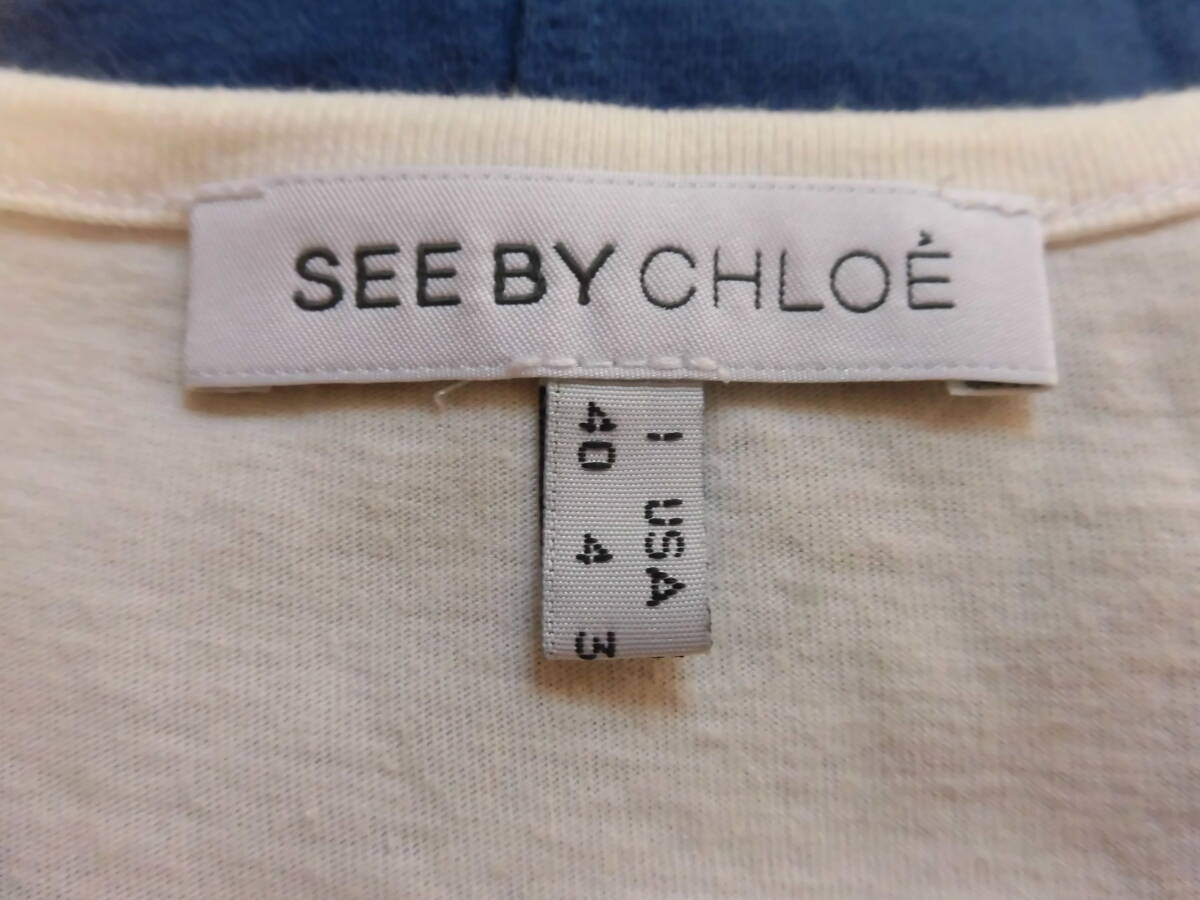 SEE BY CHLOÉ
I USA
40 4 3